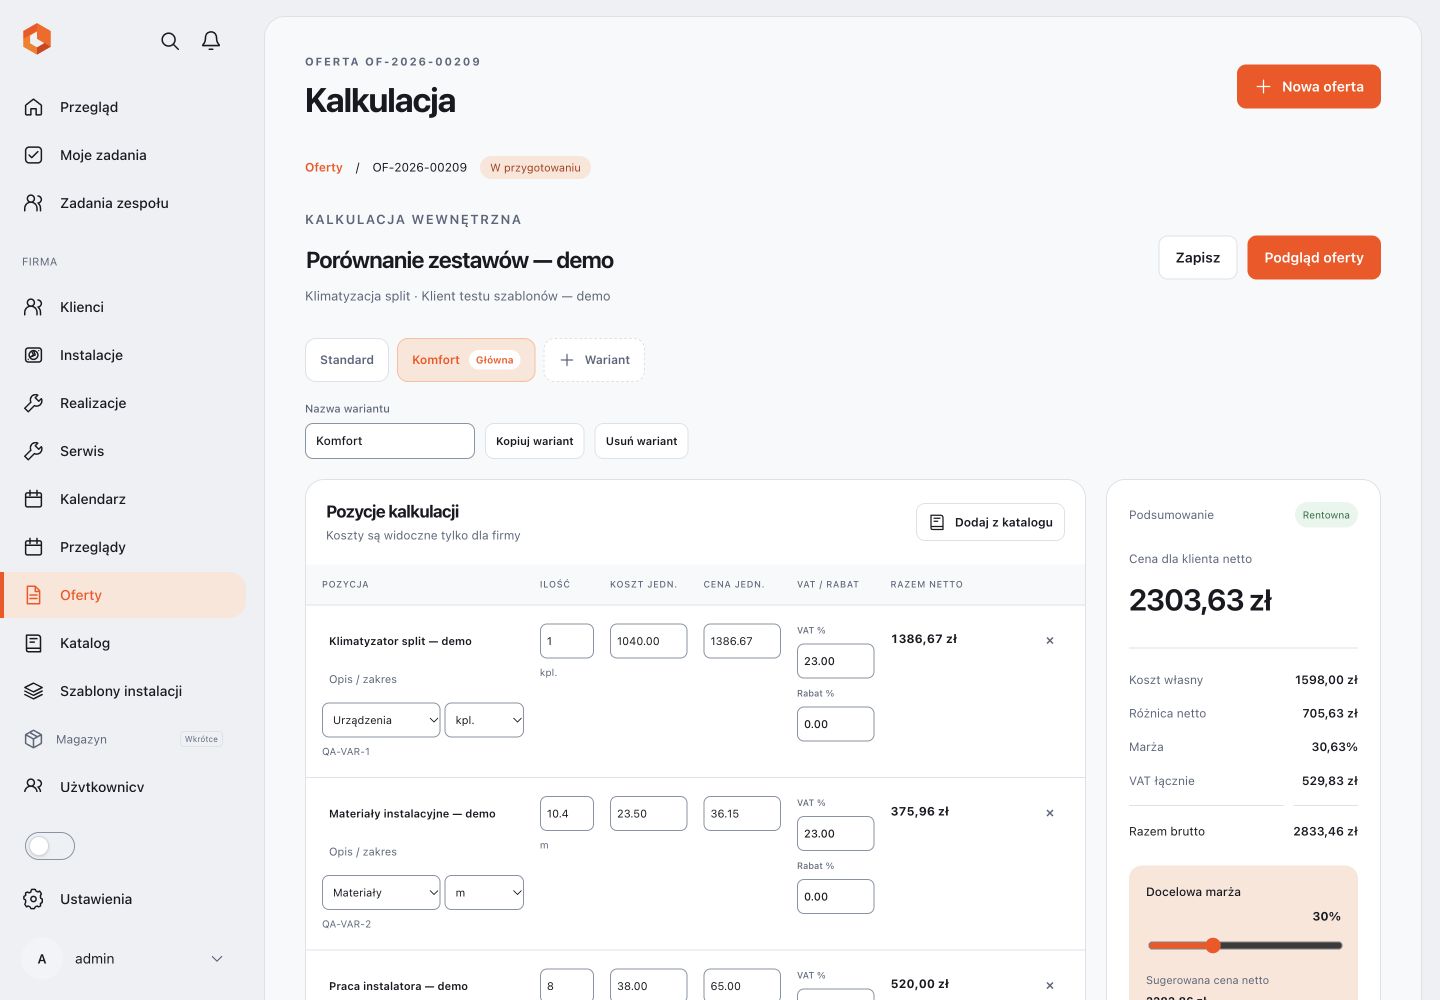 OFERTA OF-2026-00209
Kalkulacja
Nowa oferta
Przegląd
Moje zadania
Zadania zespołu
FIRMA
Klienci
Instalacje
Realizacje
Serwis
Kalendarz
Przeglądy
Oferty
Katalog
Szablony instalacji
Magazyn Wkrótce
Użytkownicy
Ustawienia
A admin
Oferty / OF-2026-00209 W przygotowaniu
KALKULACJA WEWNĘTRZNA
Porównanie zestawów — demo
Klimatyzacja split · Klient testu szablonów — demo
Zapisz Podgląd oferty
Standard Komfort Główna Wariant
Nazwa wariantu
Komfort Kopiuj wariant Usuń wariant
Pozycje kalkulacji
Koszty są widoczne tylko dla firmy
Dodaj z katalogu
POZYCJA ILOŚĆ KOSZT JEDN. CENA JEDN. VAT / RABAT RAZEM NETTO
Klimatyzator split — demo 1 1040.00 1386.67 VAT % 1386,67 zł ×
kpl. 23.00
Opis / zakres Rabat %
Urządzenia kpl. 0.00
QA-VAR-1
Materiały instalacyjne — demo 10.4 23.50 36.15 VAT % 375,96 zł ×
m 23.00
Opis / zakres Rabat %
Materiały m 0.00
QA-VAR-2
Praca instalatora — demo 8 38.00 65.00 VAT % 520,00 zł ×
Podsumowanie Rentowna
Cena dla klienta netto
2303,63 zł
Koszt własny 1598,00 zł
Różnica netto 705,63 zł
Marża 30,63%
VAT łącznie 529,83 zł
Razem brutto 2833,46 zł
Docelowa marża
30%
Sugerowana cena netto